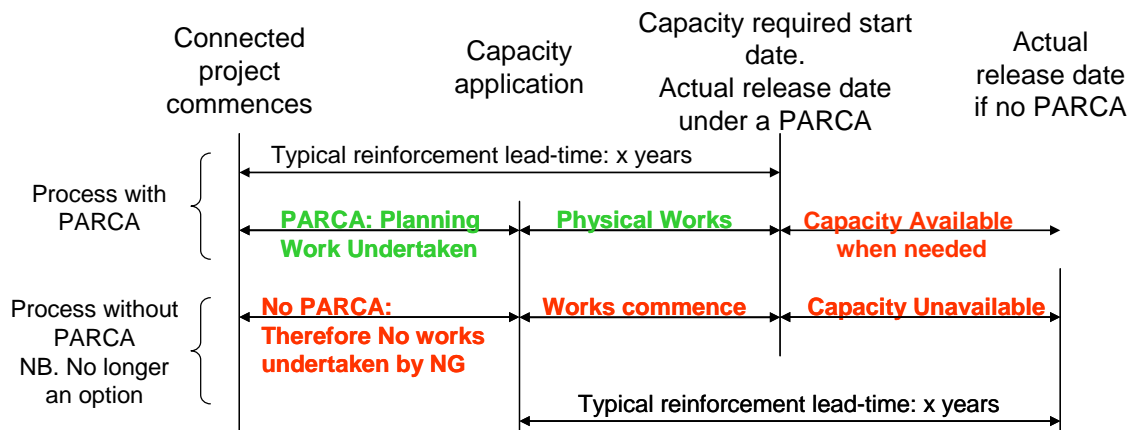 Connected
project
commences
Capacity
application
Capacity required start
date.
Actual release date
under a PARCA
Actual
release date
if no PARCA
Typical reinforcement lead-time: x years
Process with
PARCA
PARCA: Planning
Work Undertaken
Physical Works
Capacity Available
when needed
Process without
PARCA
NB. No longer
an option
No PARCA:
Therefore No works
undertaken by NG
Works commence
Capacity Unavailable
Typical reinforcement lead-time: x years